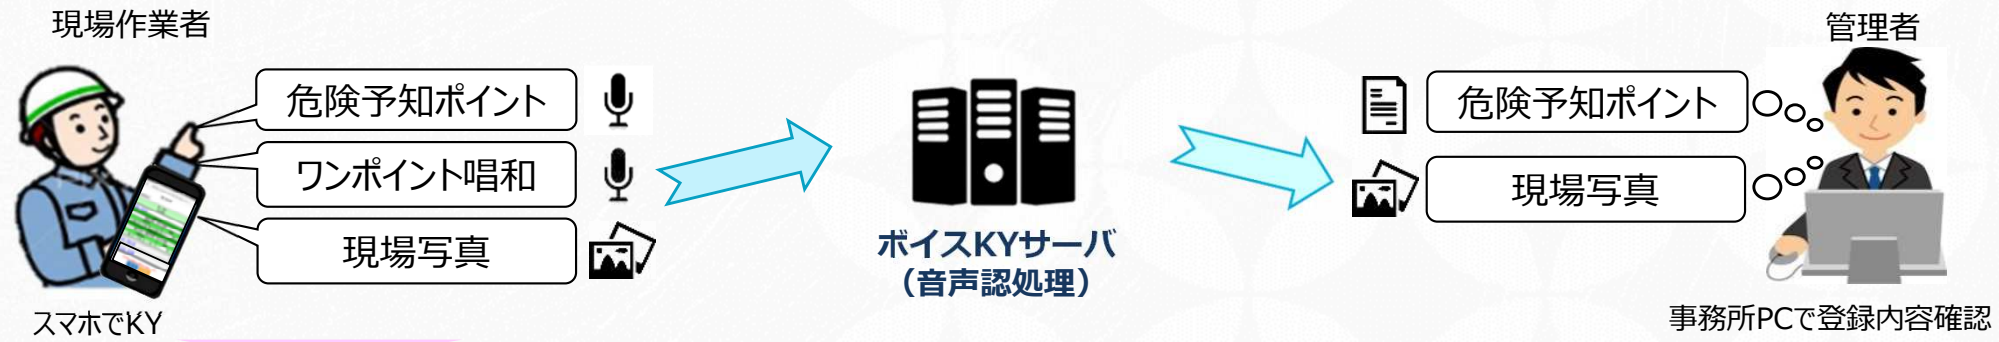 現場作業者
危険予知ポイント
ワンポイント唱和
現場写真
スマホでKY
ボイスKYサーバ
（音声認処理）
管理者
危険予知ポイント
現場写真
事務所PCで登録内容確認